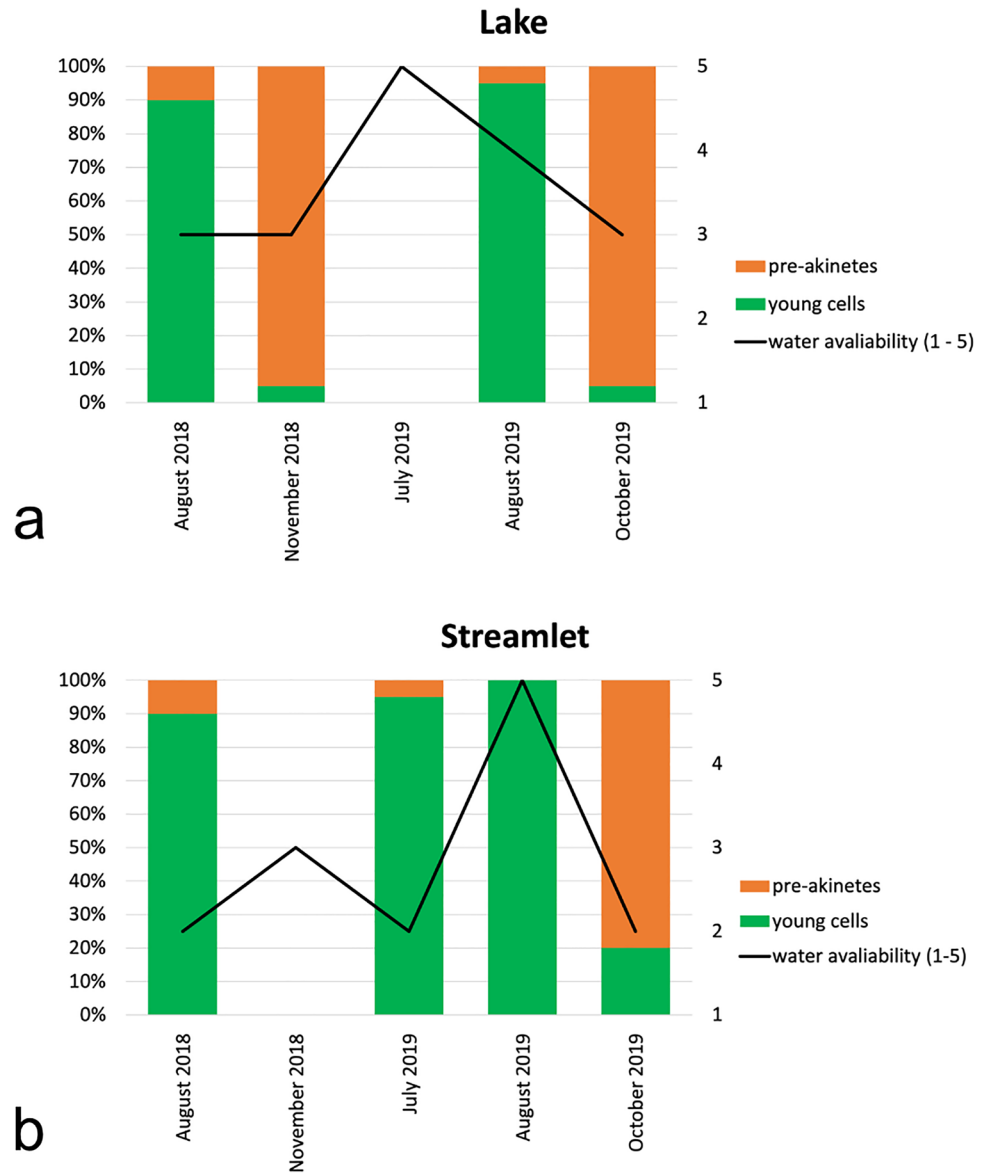 Lake
100%
90%
80%
70%
60%
50%
40%
30%
20%
10%
0%
5
4
3
2
1
pre-akinetes
young cells
water avaliability (1 - 5)
August 2018
November 2018
July 2019
August 2019
October 2019
a
Streamlet
100%
90%
80%
70%
60%
50%
40%
30%
20%
10%
0%
5
4
3
2
1
pre-akinetes
young cells
water avaliability (1-5)
August 2018
November 2018
July 2019
August 2019
October 2019
b